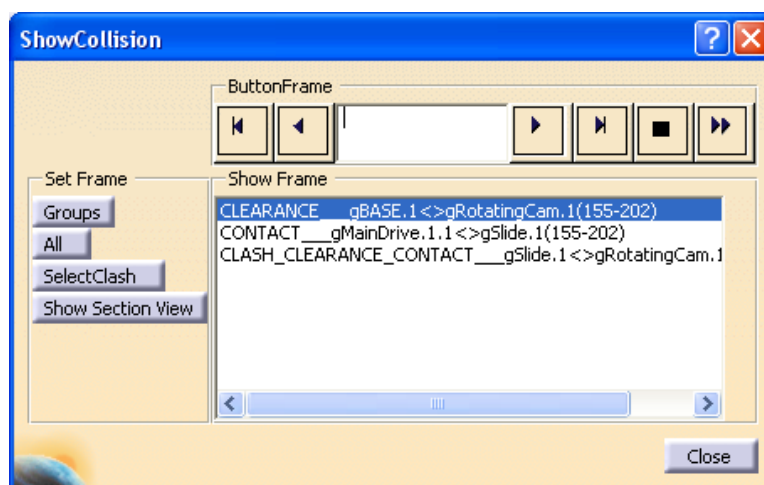 ShowCollision
ButtonFrame
Set Frame
Show Frame
Groups
All
SelectClash
Show Section View
CLEARANCE___gBASE.1<>gRotatingCam.1(155-202)
CONTACT___gMainDrive.1.1<>gSlide.1(155-202)
CLASH_CLEARANCE_CONTACT___gSlide.1<>gRotatingCam.1
Close